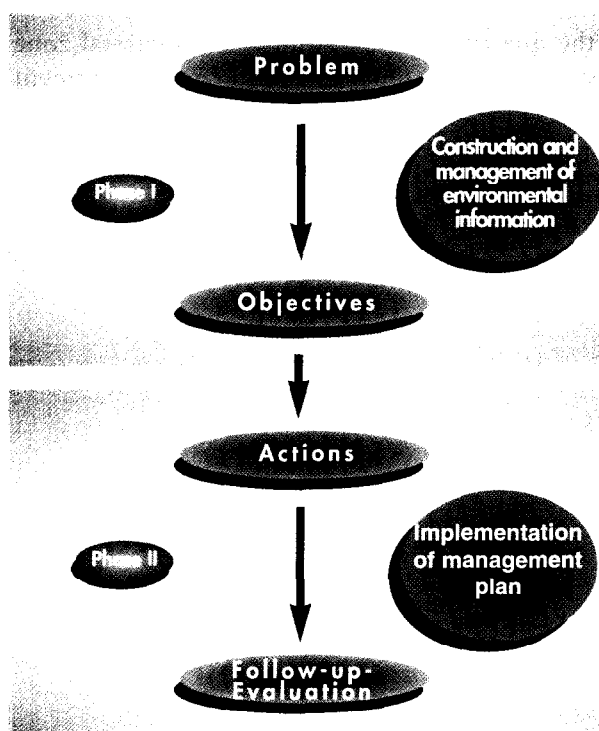 Problem
Phase I
Construction and
management of
environmental
information
Objectives
Actions
Phase II
Implementation
of management
plan
Follow-up-
Evaluation